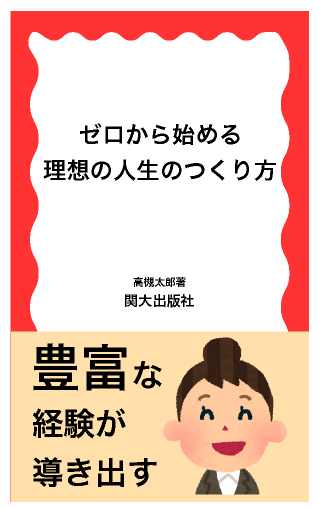 ゼロから始める
理想の人生のつくり方
高槻太郎著
関大出版社
豊富な
経験が
導き出す